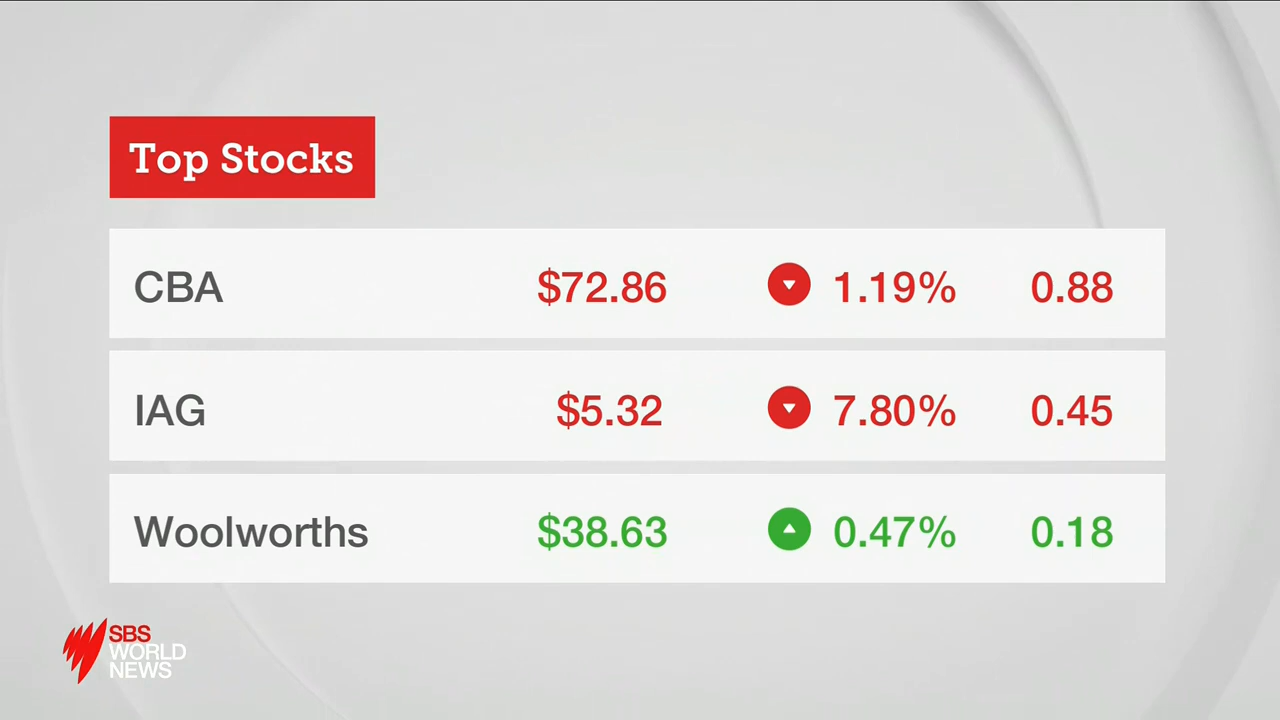 Top Stocks
CBA $72.86 1.19% 0.88
IAG $5.32 7.80% 0.45
Woolworths $38.63 0.47% 0.18
SBS
WORLD
NEWS